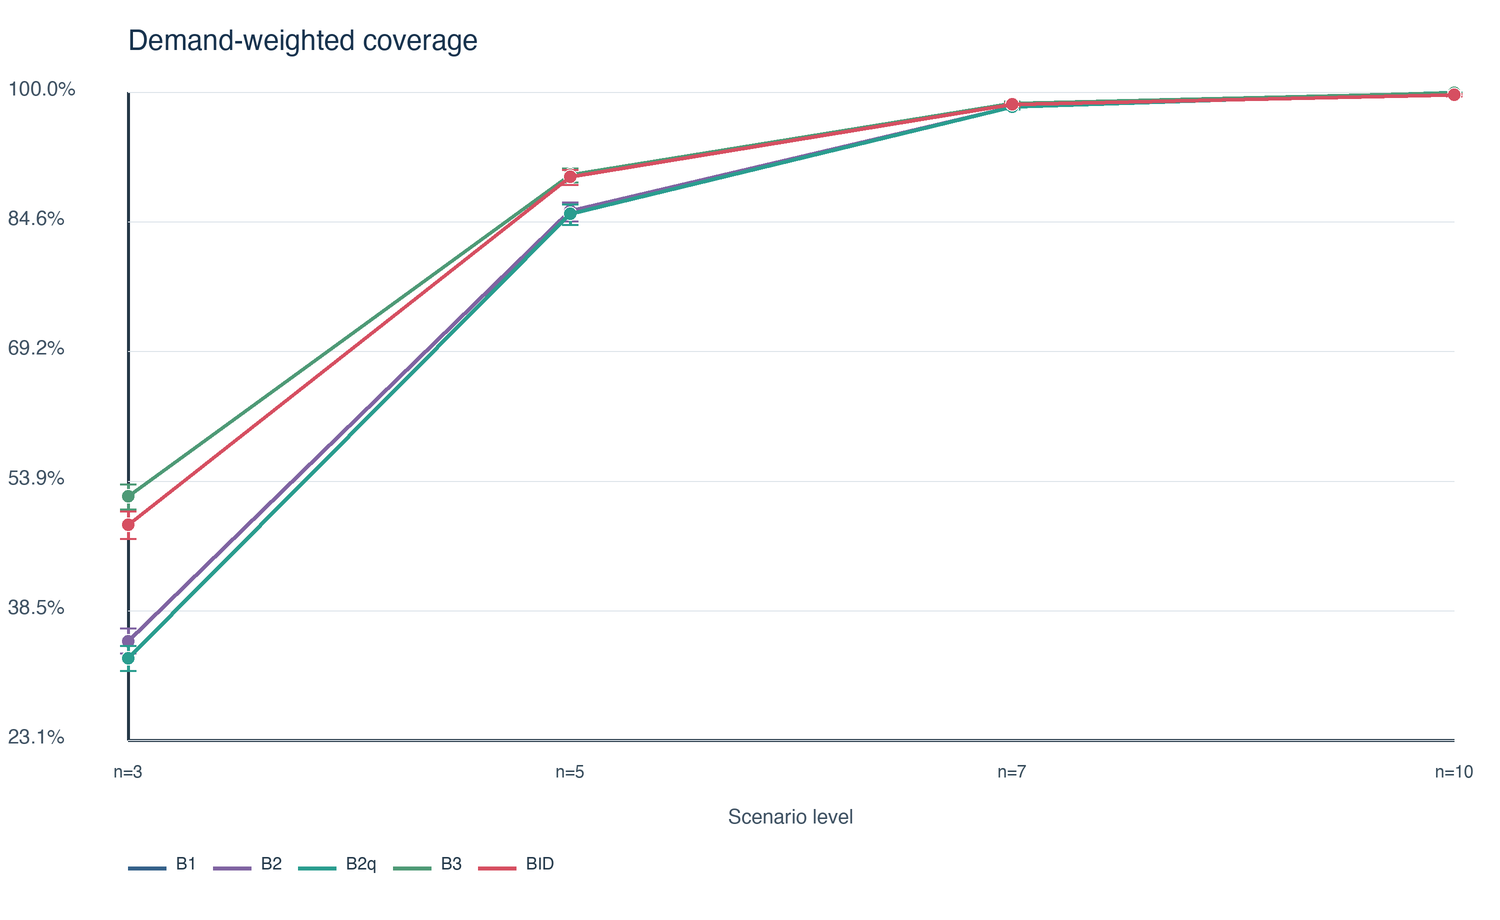 Demand-weighted coverage
100.0%
84.6%
69.2%
53.9%
38.5%
23.1%
n=3 n=5 n=7 n=10
Scenario level
B1 B2 B2q B3 BID